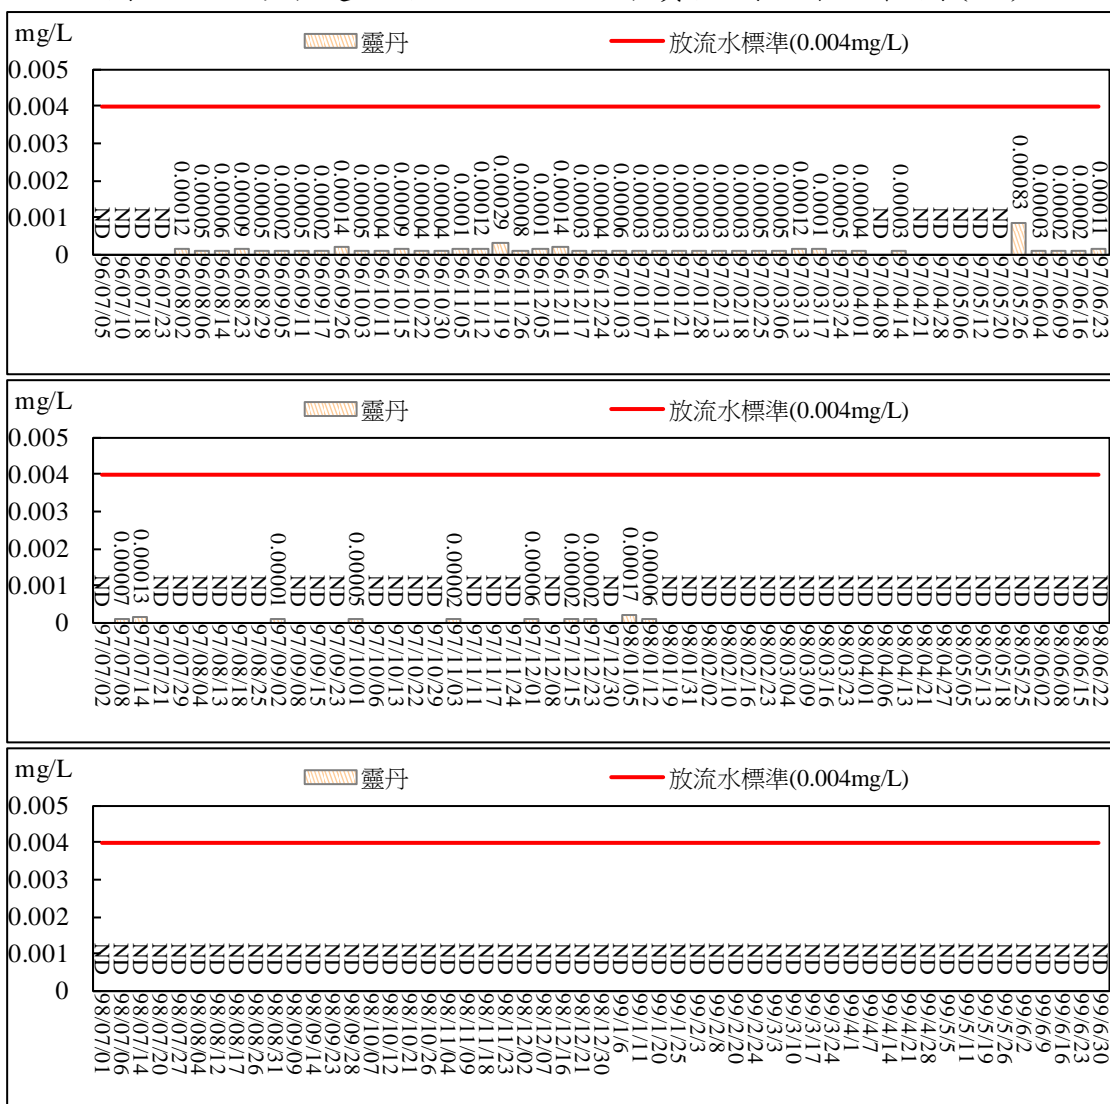 mg/L
靈丹
放流水標準(0.004mg/L)
0.005
0.004
0.003
0.002
0.001
0
ND ND ND ND 0.00012 0.00005 0.00006 0.00009 0.00005 0.00002 0.00005 0.00002 0.00014 0.00005 0.00004 0.00009 0.00004 0.00004 0.0001 0.00012 0.00029 0.00008 0.0001 0.00014 0.00003 0.00004 0.00006 0.00003 0.00003 0.00003 0.00003 0.00003 0.00003 0.00005 0.00005 0.00012 0.0001 0.00005 0.00004 ND 0.00003 ND ND ND ND ND 0.00083 0.00003 0.00002 0.00002 0.00011
96/07/05 96/07/10 96/07/18 96/07/23 96/08/02 96/08/06 96/08/14 96/08/23 96/08/29 96/09/05 96/09/11 96/09/17 96/09/26 96/10/03 96/10/11 96/10/15 96/10/22 96/10/30 96/11/05 96/11/12 96/11/19 96/11/26 96/12/05 96/12/11 96/12/17 96/12/24 97/01/03 97/01/07 97/01/14 97/01/21 97/01/28 97/02/13 97/02/18 97/02/25 97/03/06 97/03/13 97/03/17 97/03/24 97/04/01 97/04/08 97/04/14 97/04/21 97/04/28 97/05/06 97/05/12 97/05/20 97/05/26 97/06/04 97/06/09 97/06/16 97/06/23
mg/L
靈丹
放流水標準(0.004mg/L)
0.005
0.004
0.003
0.002
0.001
0
ND 0.00007 0.00013 ND ND ND ND ND ND 0.00001 ND ND ND 0.00005 ND ND ND ND 0.00002 ND ND ND 0.00006 ND 0.00002 0.00002 ND 0.00017 0.00006 ND ND ND ND ND ND ND ND ND ND ND ND ND ND ND ND ND ND ND ND ND ND ND
97/07/02 97/07/08 97/07/14 97/07/21 97/07/29 97/08/04 97/08/13 97/08/18 97/08/25 97/09/02 97/09/08 97/09/15 97/09/23 97/10/01 97/10/06 97/10/13 97/10/20 97/10/29 97/11/03 97/11/11 97/11/17 97/11/24 97/12/01 97/12/08 97/12/15 97/12/23 97/12/30 98/01/05 98/01/12 98/01/19 98/01/31 98/02/02 98/02/10 98/02/16 98/02/23 98/03/04 98/03/09 98/03/16 98/03/23 98/04/01 98/04/06 98/04/13 98/04/21 98/04/27 98/05/05 98/05/13 98/05/18 98/05/25 98/06/02 98/06/08 98/06/15 98/06/22
mg/L
靈丹
放流水標準(0.004mg/L)
0.005
0.004
0.003
0.002
0.001
0
ND ND ND ND ND ND ND ND ND ND ND ND ND ND ND ND ND ND ND ND ND ND ND ND ND ND ND ND ND ND ND ND ND ND ND ND ND ND ND ND ND ND ND ND ND ND ND ND ND ND ND ND ND
98/07/01 98/07/06 98/07/14 98/07/20 98/07/27 98/08/04 98/08/12 98/08/17 98/08/26 98/08/31 98/09/09 98/09/14 98/09/23 98/09/28 98/10/07 98/10/12 98/10/21 98/10/26 98/11/04 98/11/09 98/11/18 98/11/23 98/12/02 98/12/07 98/12/16 98/12/21 98/12/30 99/1/6 99/1/11 99/1/20 99/1/25 99/2/3 99/2/8 99/2/20 99/2/24 99/3/3 99/3/10 99/3/17 99/3/24 99/4/1 99/4/7 99/4/14 99/4/21 99/4/28 99/5/5 99/5/11 99/5/19 99/5/26 99/6/2 99/6/9 99/6/16 99/6/23 99/6/30